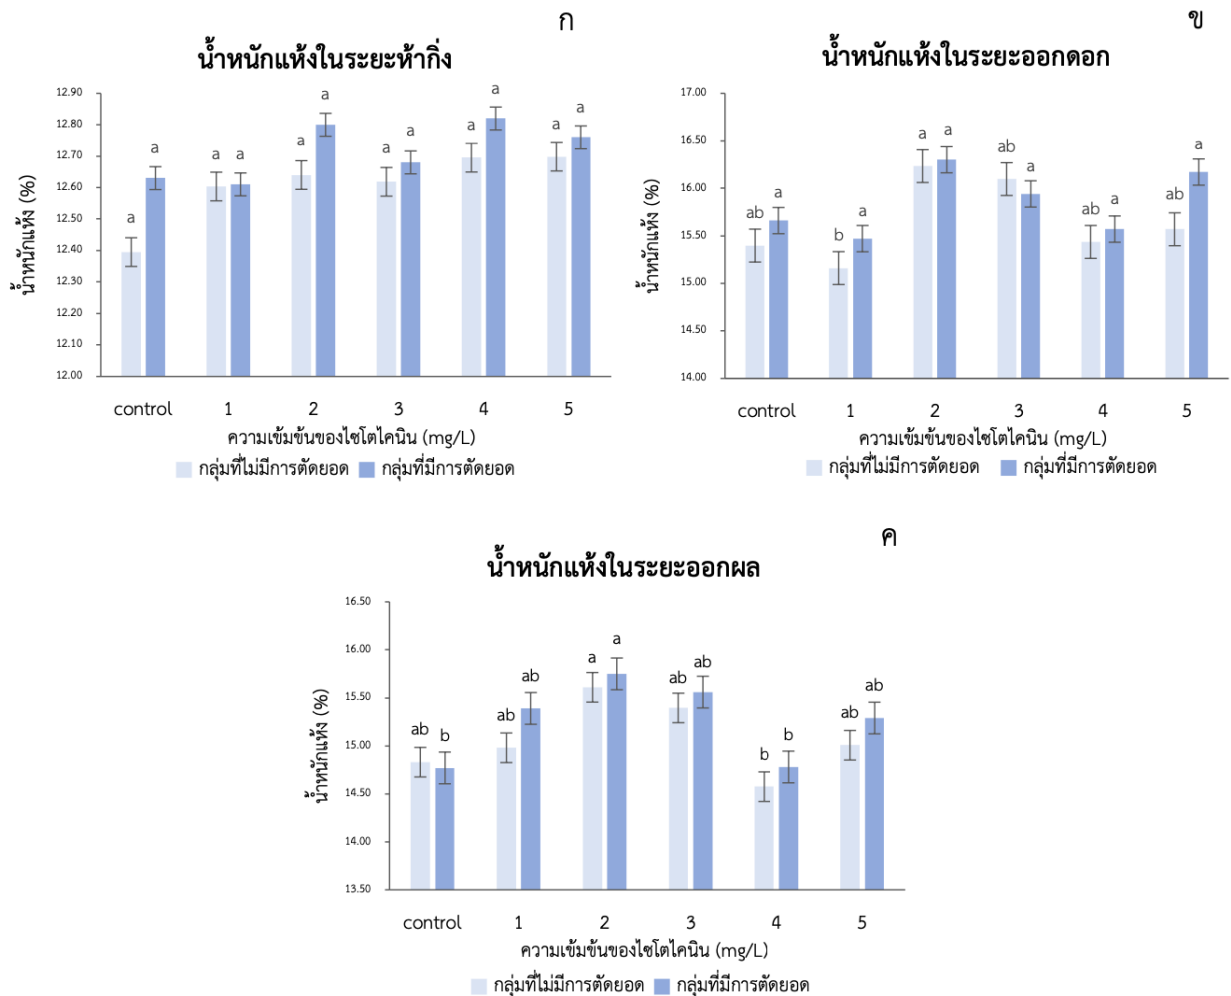 ก
น้ำหนักแห้งในระยะห้ากิ่ง
น้ำหนักแห้ง (%)
12.90
12.80
12.70
12.60
12.50
12.40
12.30
12.20
12.10
12.00
a a a a a a a a a a a a
control 1 2 3 4 5
ความเข้มข้นของไซโตไคนิน (mg/L)
กลุ่มที่ไม่มีการตัดยอด กลุ่มที่มีการตัดยอด
ข
น้ำหนักแห้งในระยะออกดอก
น้ำหนักแห้ง (%)
17.00
16.50
16.00
15.50
15.00
14.50
14.00
ab a b a a a ab a ab a ab a
control 1 2 3 4 5
ความเข้มข้นของไซโตไคนิน (mg/L)
กลุ่มที่ไม่มีการตัดยอด กลุ่มที่มีการตัดยอด
ค
น้ำหนักแห้งในระยะออกผล
น้ำหนักแห้ง (%)
16.50
16.00
15.50
15.00
14.50
14.00
13.50
ab b ab ab a a ab ab b b ab ab
control 1 2 3 4 5
ความเข้มข้นของไซโตไคนิน (mg/L)
กลุ่มที่ไม่มีการตัดยอด กลุ่มที่มีการตัดยอด